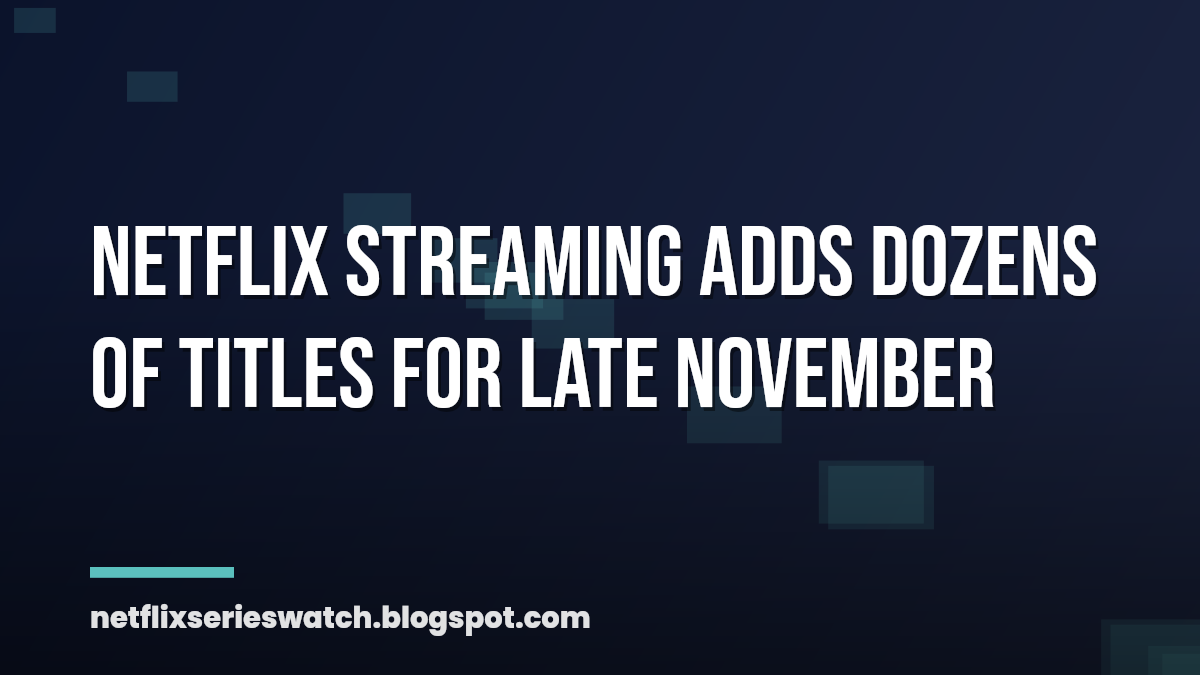 NETFLIX STREAMING ADDS DOZENS
OF TITLES FOR LATE NOVEMBER
netflixserieswatch.blogspot.com